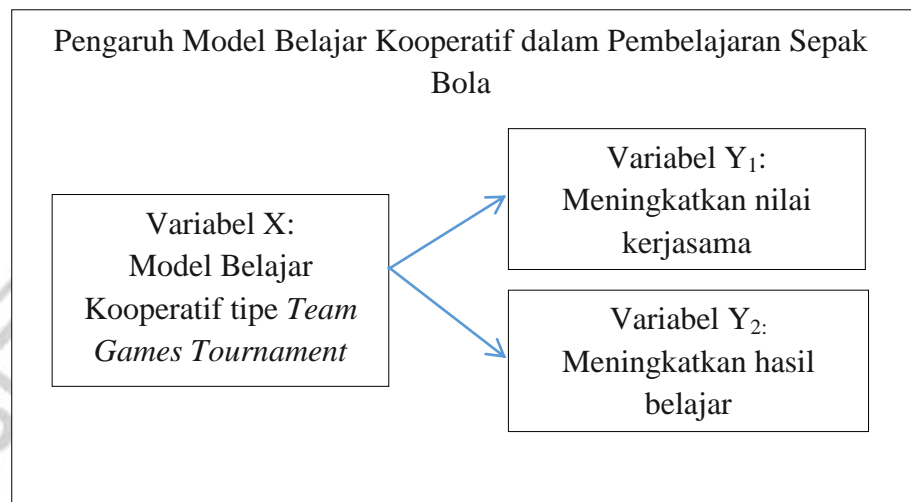 Pengaruh Model Belajar Kooperatif dalam Pembelajaran Sepak
Bola
Variabel X:
Model Belajar
Kooperatif tipe Team
Games Tournament
Variabel Y₁:
Meningkatkan nilai
kerjasama
Variabel Y₂:
Meningkatkan hasil
belajar